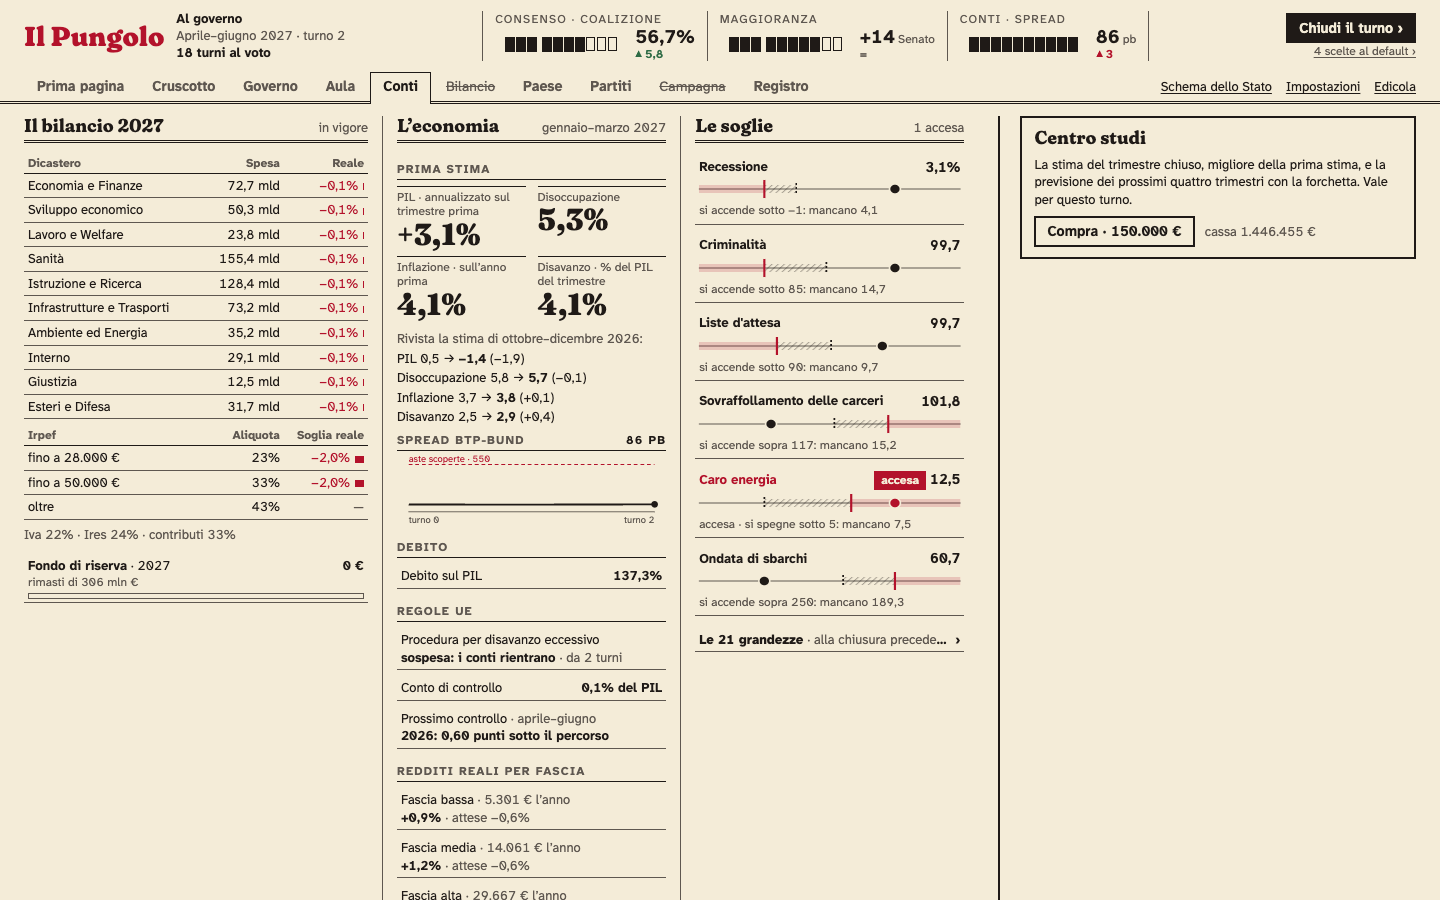 Il Pungolo
Al governo
Aprile–giugno 2027 · turno 2
18 turni al voto
CONSENSO · COALIZIONE
56,7%
▲5,8
MAGGIORANZA
+14 Senato
=
CONTI · SPREAD
86 pb
▲3
Chiudi il turno ›
4 scelte al default ›
Prima pagina Cruscotto Governo Aula Conti Bilancio Paese Partiti Campagna Registro
Schema dello Stato Impostazioni Edicola
Il bilancio 2027 in vigore
Dicastero Spesa Reale
Economia e Finanze 72,7 mld −0,1%
Sviluppo economico 50,3 mld −0,1%
Lavoro e Welfare 23,8 mld −0,1%
Sanità 155,4 mld −0,1%
Istruzione e Ricerca 128,4 mld −0,1%
Infrastrutture e Trasporti 73,2 mld −0,1%
Ambiente ed Energia 35,2 mld −0,1%
Interno 29,1 mld −0,1%
Giustizia 12,5 mld −0,1%
Esteri e Difesa 31,7 mld −0,1%
Irpef Aliquota Soglia reale
fino a 28.000 € 23% −2,0%
fino a 50.000 € 33% −2,0%
oltre 43% —
Iva 22% · Ires 24% · contributi 33%
Fondo di riserva · 2027 0 €
rimasti di 306 mln €
L’economia gennaio–marzo 2027
PRIMA STIMA
PIL · annualizzato sul
trimestre prima
+3,1%
Disoccupazione
5,3%
Inflazione · sull’anno
prima
4,1%
Disavanzo · % del PIL
del trimestre
4,1%
Rivista la stima di ottobre–dicembre 2026:
PIL 0,5 → −1,4 (−1,9)
Disoccupazione 5,8 → 5,7 (−0,1)
Inflazione 3,7 → 3,8 (+0,1)
Disavanzo 2,5 → 2,9 (+0,4)
SPREAD BTP-BUND 86 PB
aste scoperte · 550
turno 0 turno 2
DEBITO
Debito sul PIL 137,3%
REGOLE UE
Procedura per disavanzo eccessivo
sospesa: i conti rientrano · da 2 turni
Conto di controllo 0,1% del PIL
Prossimo controllo · aprile–giugno
2026: 0,60 punti sotto il percorso
REDDITI REALI PER FASCIA
Fascia bassa · 5.301 € l’anno
+0,9% · attese −0,6%
Fascia media · 14.061 € l’anno
+1,2% · attese −0,6%
Fascia alta · 29.667 € l’anno
Le soglie 1 accesa
Recessione 3,1%
si accende sotto −1: mancano 4,1
Criminalità 99,7
si accende sotto 85: mancano 14,7
Liste d'attesa 99,7
si accende sotto 90: mancano 9,7
Sovraffollamento delle carceri 101,8
si accende sopra 117: mancano 15,2
Caro energia accesa 12,5
accesa · si spegne sotto 5: mancano 7,5
Ondata di sbarchi 60,7
si accende sopra 250: mancano 189,3
Le 21 grandezze · alla chiusura precede... ›
Centro studi
La stima del trimestre chiuso, migliore della prima stima, e la
previsione dei prossimi quattro trimestri con la forchetta. Vale
per questo turno.
Compra · 150.000 € cassa 1.446.455 €